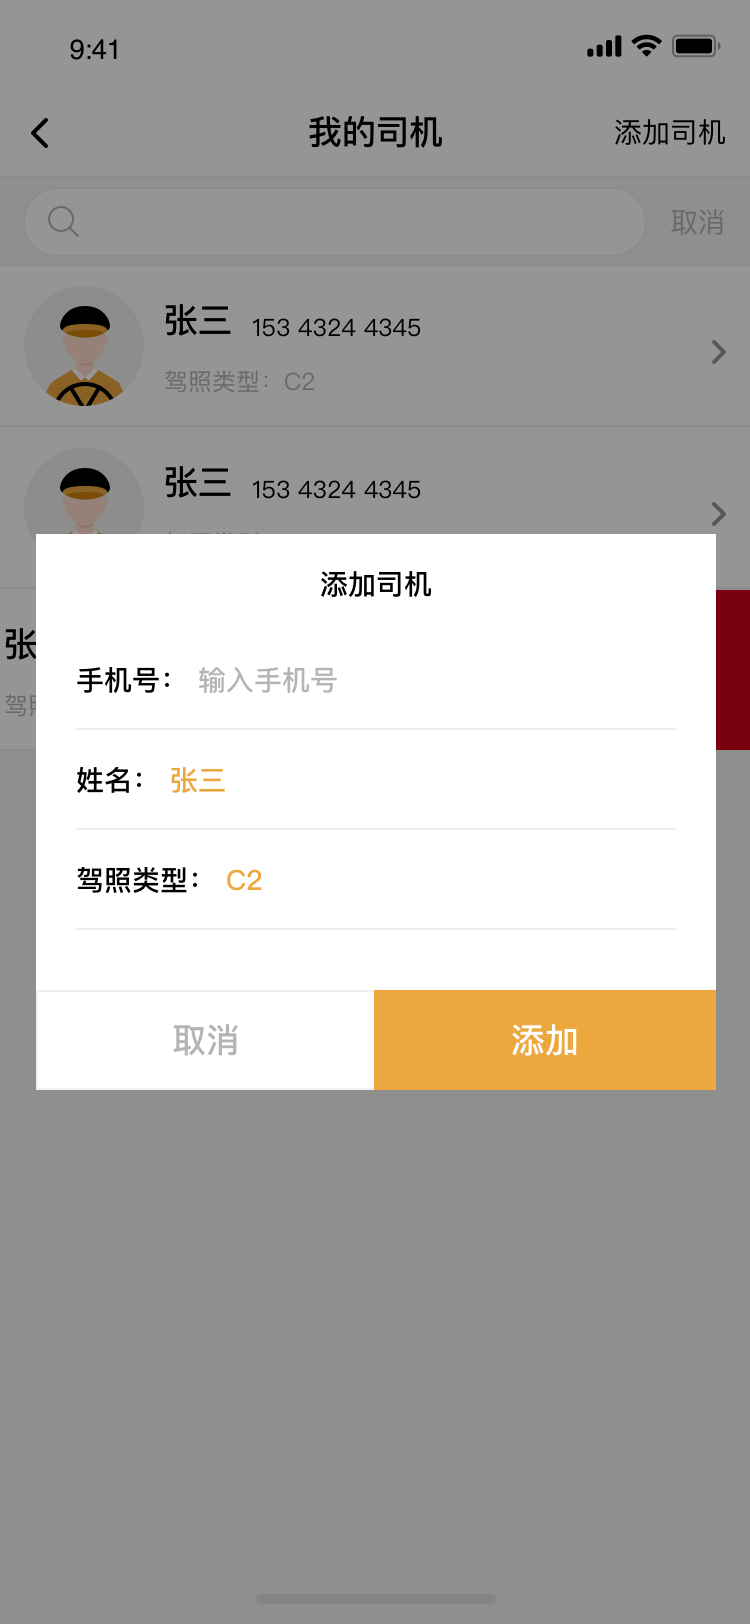 9:41
我的司机 添加司机
取消
张三 153 4324 4345
驾照类型：C2
张三 153 4324 4345
张
添加司机
手机号： 输入手机号
姓名： 张三
驾照类型： C2
取消 添加